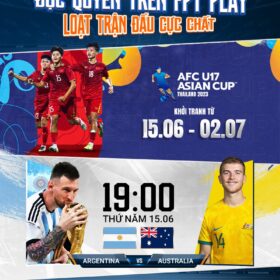 ĐỘC QUYỀN TRÊN FPT PLAY
LOẠT TRẬN ĐẤU CỰC CHẤT
AFC U17
ASIAN CUP
THAILAND 2023
KHỞI TRANH TỪ
15.06 - 02.07
19:00
THỨ NĂM 15.06
ARGENTINA VS AUSTRALIA